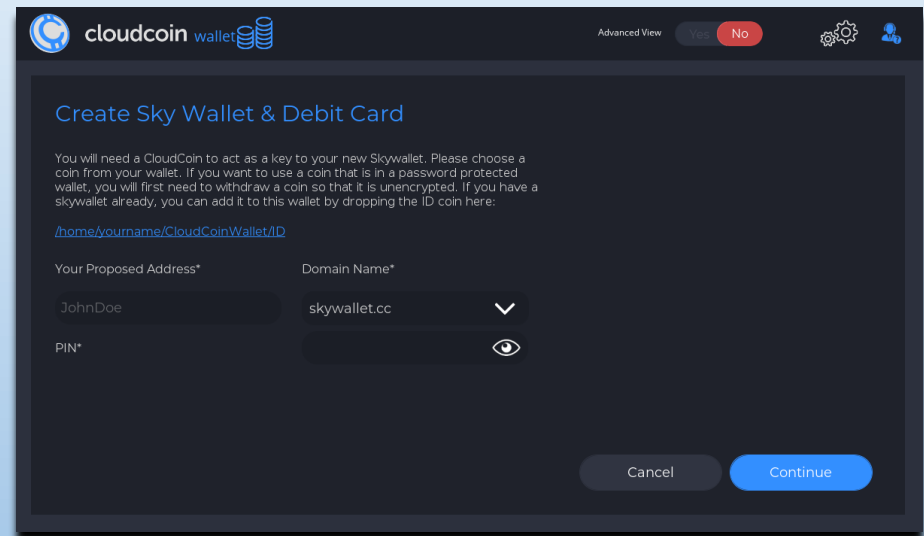 cloudcoin wallet
Advanced View Yes No
Create Sky Wallet & Debit Card
You will need a CloudCoin to act as a key to your new Skywallet. Please choose a
coin from your wallet. If you want to use a coin that is in a password protected
wallet, you will first need to withdraw a coin so that it is unencrypted. If you have a
skywallet already, you can add it to this wallet by dropping the ID coin here:
/home/yourname/CloudCoinWallet/ID
Your Proposed Address* Domain Name*
JohnDoe skywallet.cc
PIN*
Cancel Continue